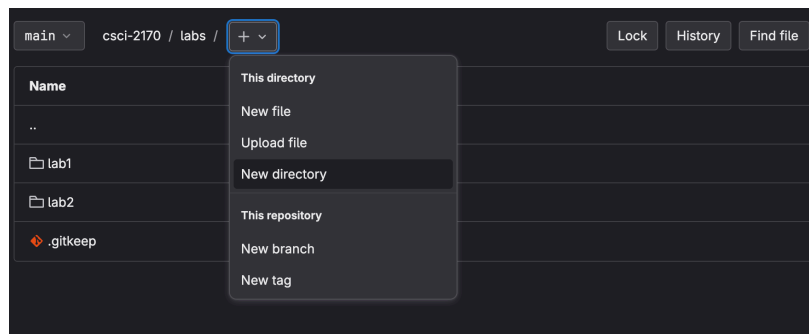 main csci-2170 / labs / + Lock History Find file
This directory
Name
New file
..
Upload file
lab1
New directory
lab2
This repository
.gitkeep
New branch
New tag